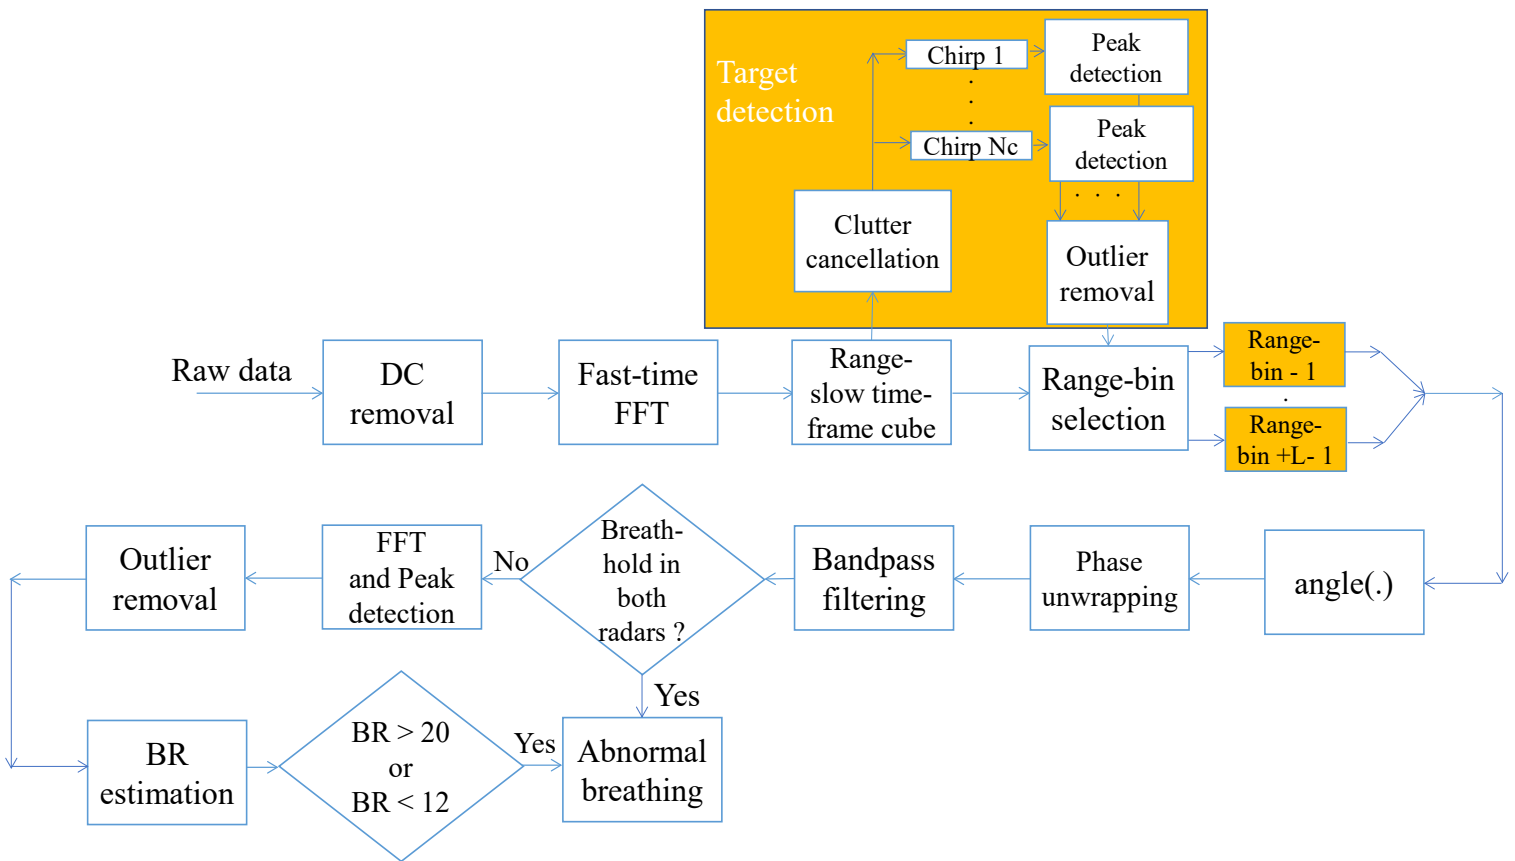 Target
detection
Chirp 1
Peak
detection
.
.
.
Chirp Nc
Peak
detection
. . .
Clutter
cancellation
Outlier
removal
Raw data
DC
removal
Fast-time
FFT
Range-
slow time-
frame cube
Range-bin
selection
Range-
bin - 1
.
Range-
bin +L- 1
angle(.)
Phase
unwrapping
Bandpass
filtering
Breath-
hold in
both
radars ?
No
FFT
and Peak
detection
Outlier
removal
Yes
BR
estimation
BR > 20
or
BR < 12
Yes
Abnormal
breathing